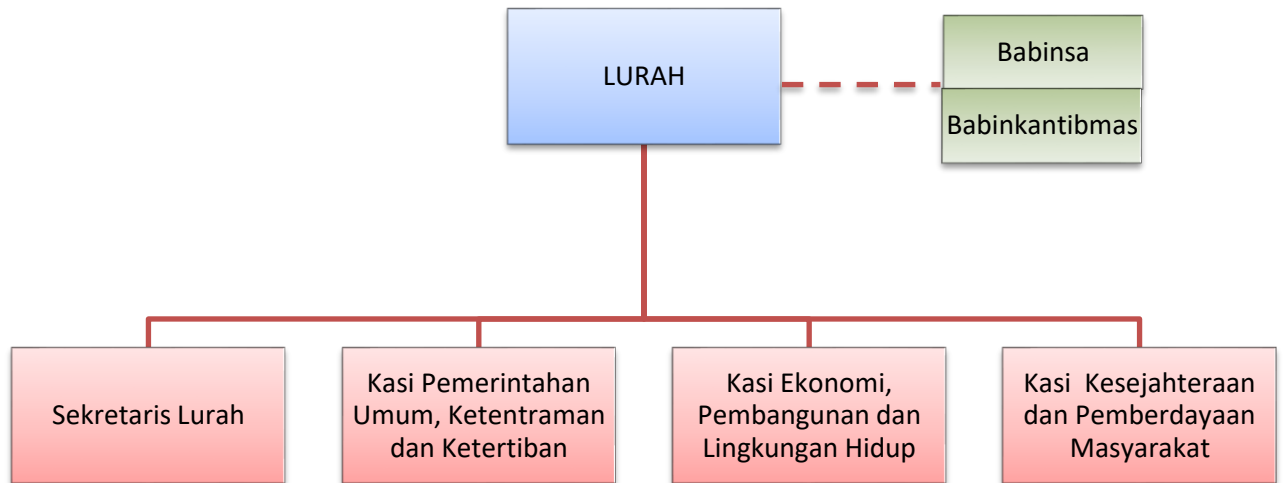 LURAH
Babinsa
Babinkantibmas
Sekretaris Lurah
Kasi Pemerintahan
Umum, Ketentraman
dan Ketertiban
Kasi Ekonomi,
Pembangunan dan
Lingkungan Hidup
Kasi  Kesejahteraan
dan Pemberdayaan
Masyarakat